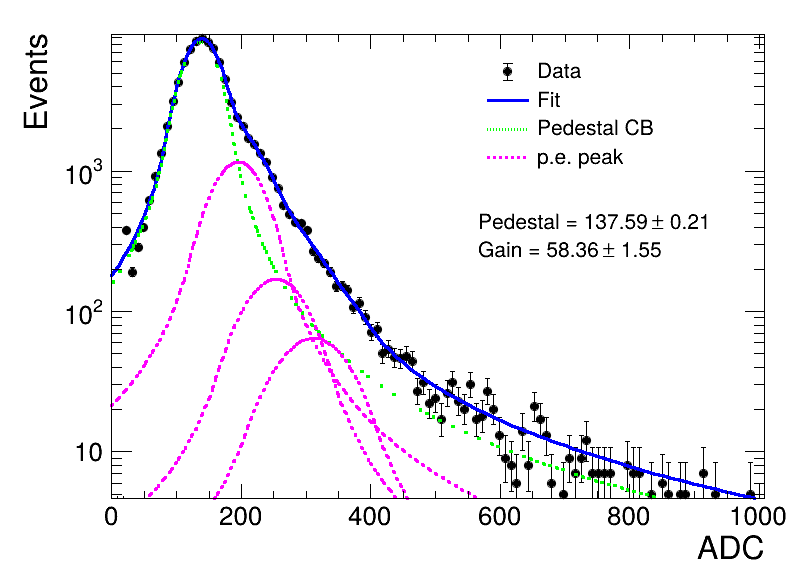 Events
10³
10²
10
Data
Fit
Pedestal CB
p.e. peak
Pedestal = 137.59 ± 0.21
Gain = 58.36 ± 1.55
0 200 400 600 800 1000
ADC